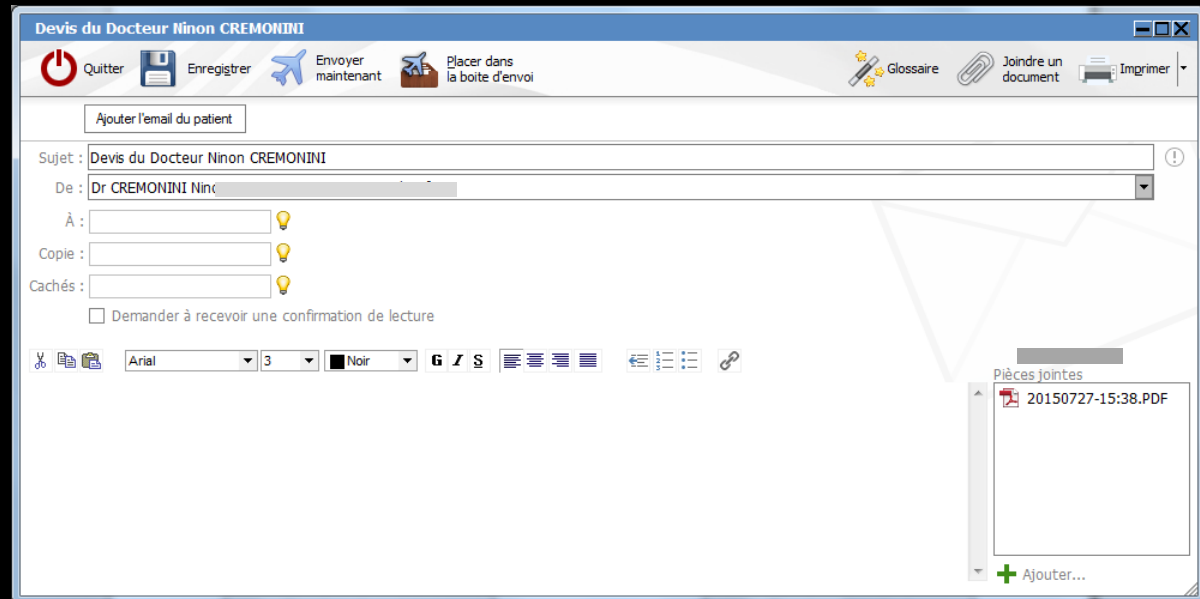 Devis du Docteur Ninon CREMONINI
Quitter
Enregistrer
Envoyer
maintenant
Placer dans
la boite d'envoi
Glossaire
Joindre un
document
Imprimer
Ajouter l'email du patient
Sujet : Devis du Docteur Ninon CREMONINI
De : Dr CREMONINI
À :
Copie :
Cachés :
Demander à recevoir une confirmation de lecture
Arial 3 Noir G I S
Pièces jointes
20150727-15:38.PDF
Ajouter...